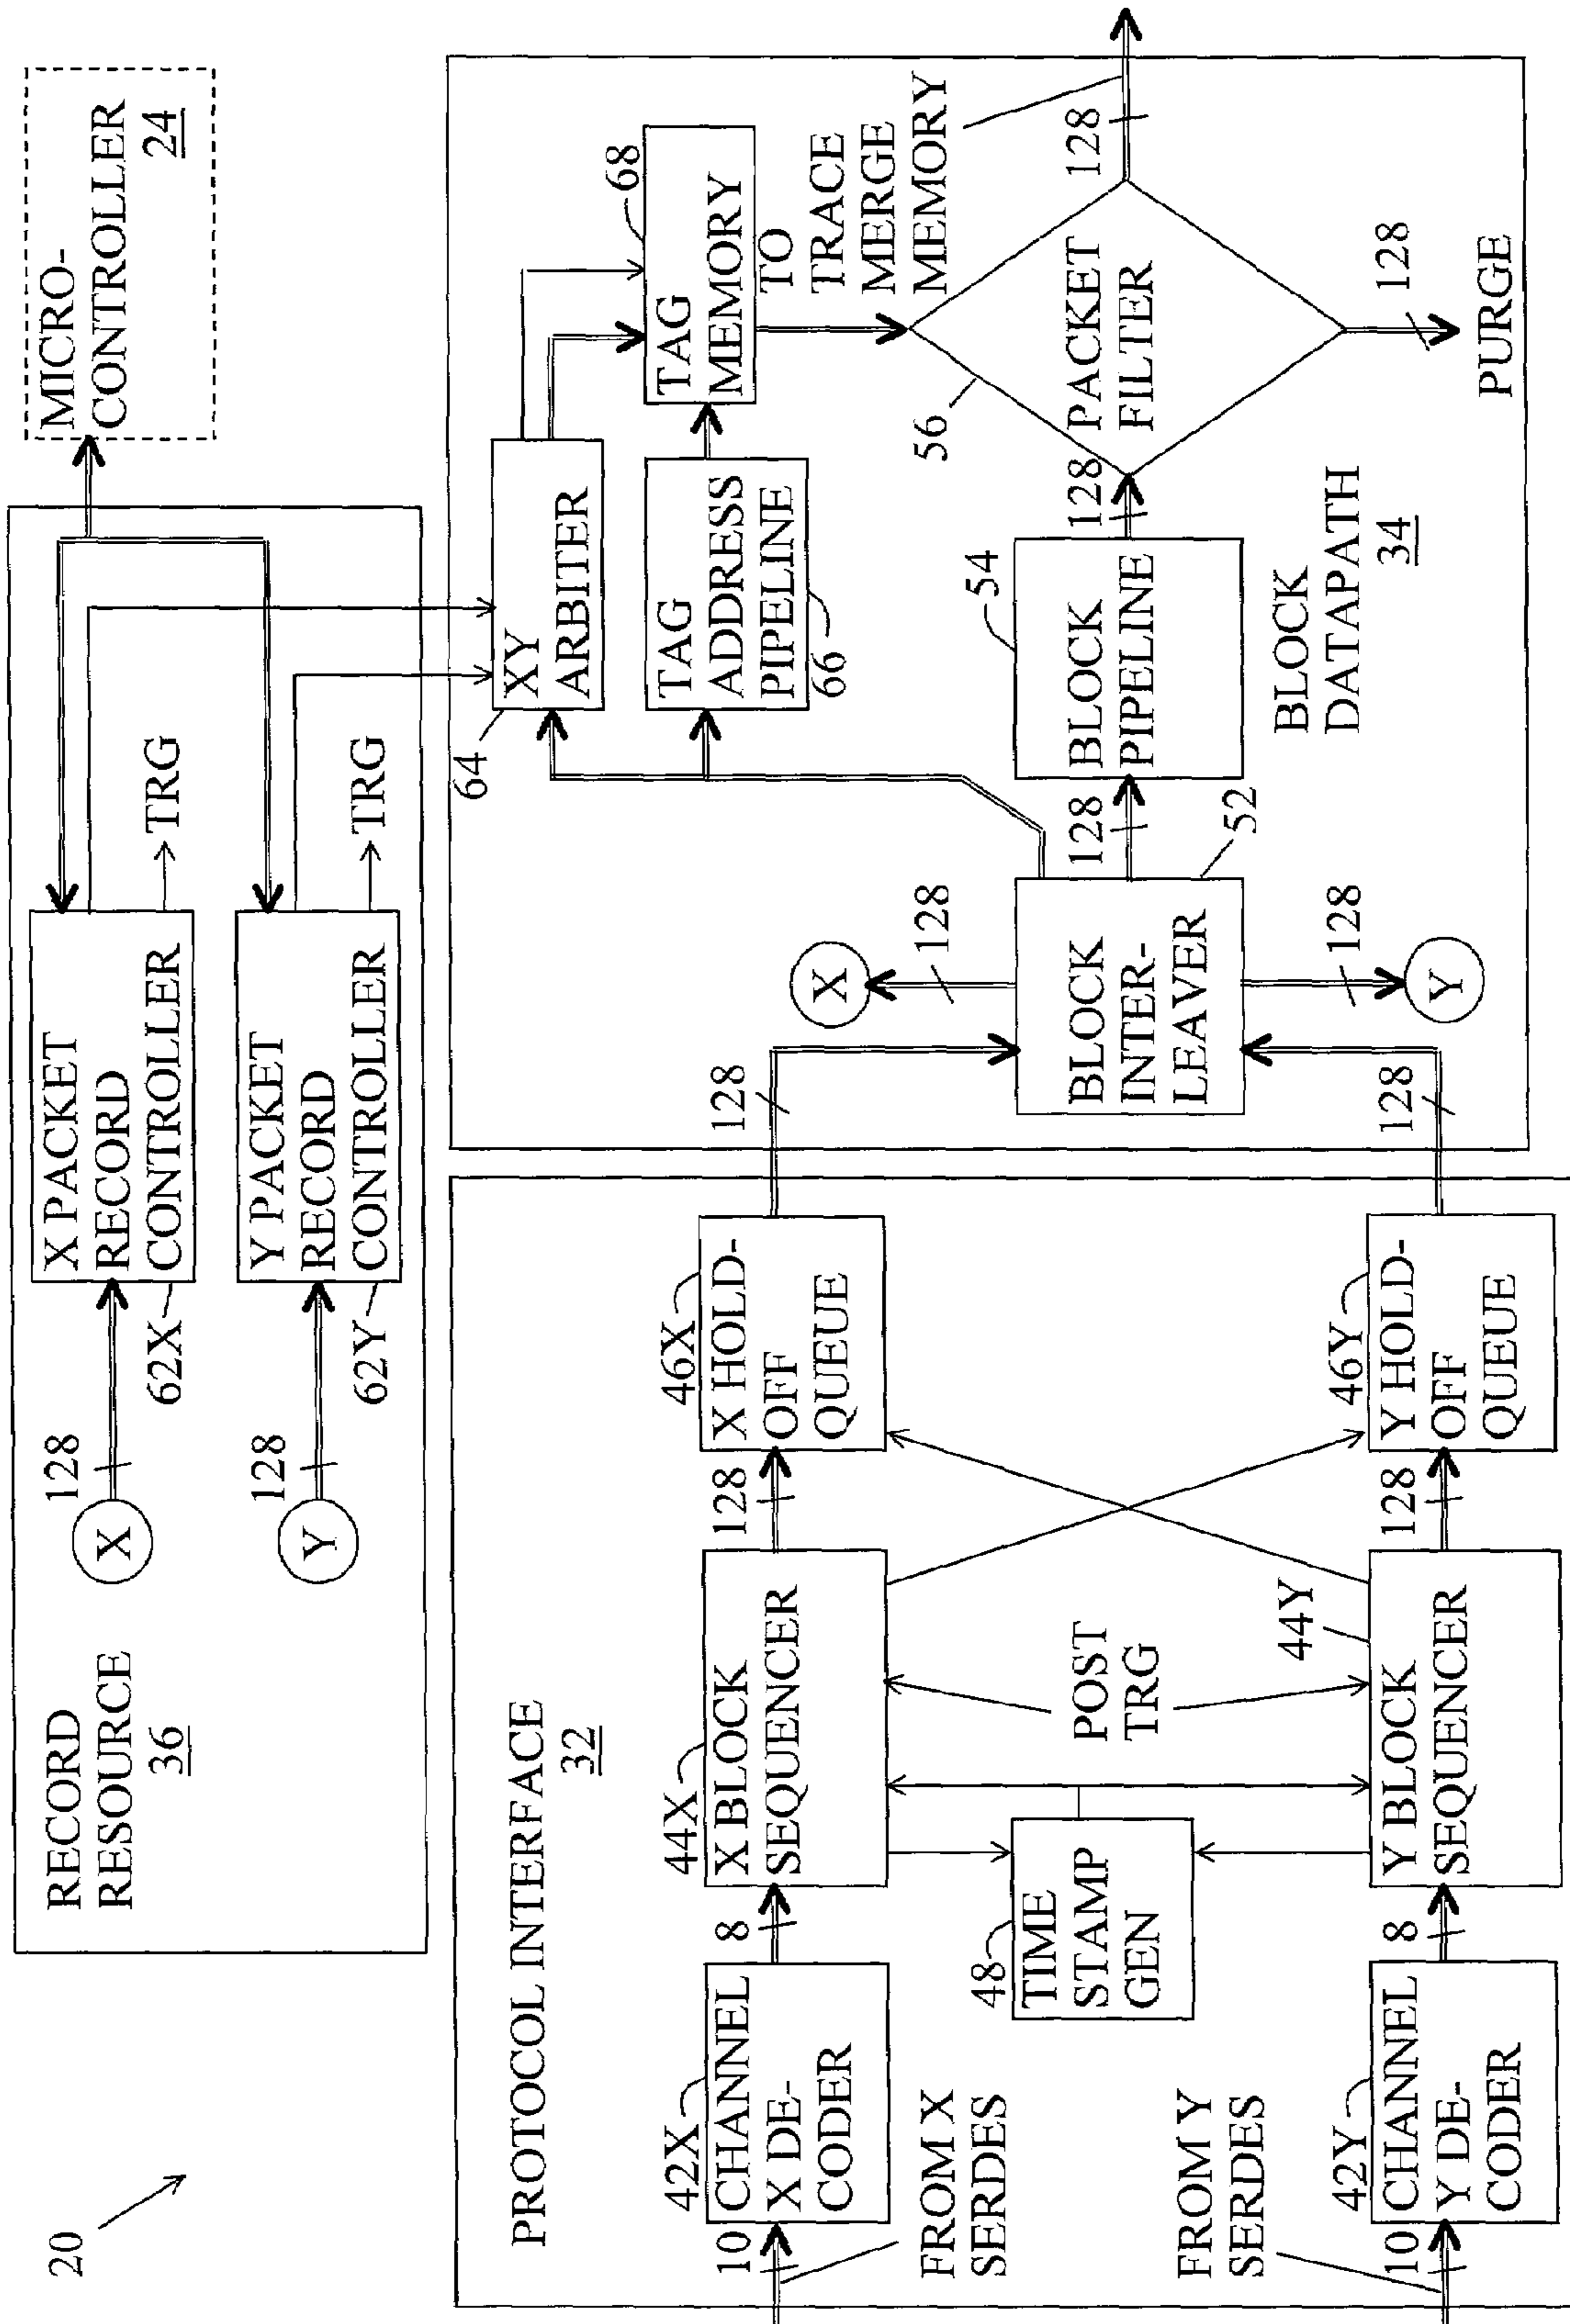 20
RECORD
RESOURCE
36
X
128
62X
X PACKET
RECORD
CONTROLLER
TRG
Y
128
62Y
Y PACKET
RECORD
CONTROLLER
TRG
MICRO-
CONTROLLER
24
PROTOCOL INTERFACE
32
10
FROM X
SERDES
42X
CHANNEL
X DE-
CODER
8
44X
X BLOCK
SEQUENCER
128
46X
X HOLD-
OFF
QUEUE
128
48
TIME
STAMP
GEN
POST
TRG
10
FROM Y
SERDES
42Y
CHANNEL
Y DE-
CODER
8
44Y
Y BLOCK
SEQUENCER
128
46Y
Y HOLD-
OFF
QUEUE
128
64
XY
ARBITER
TAG
ADDRESS
PIPELINE
66
68
TAG
MEMORY
TO
TRACE
MERGE
MEMORY
X
128
BLOCK
INTER-
LEAVER
52
128
Y
128
54
BLOCK
PIPELINE
128
56
PACKET
FILTER
128
128
PURGE
BLOCK
DATAPATH
34